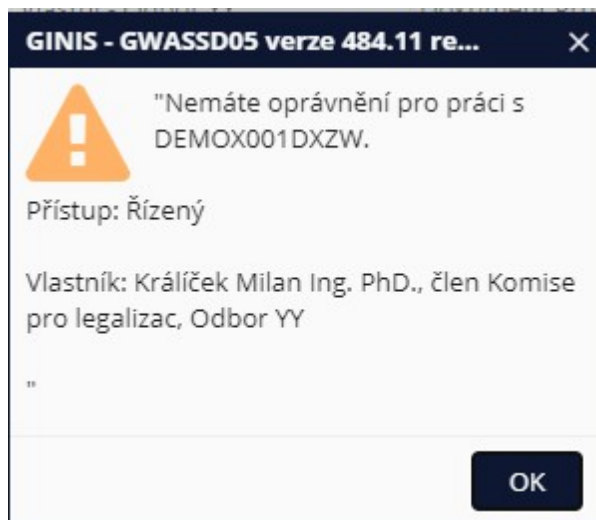 GINIS - GWASSD05 verze 484.11 re...
"Nemáte oprávnění pro práci s
DEMOX001DXZW.
Přístup: Řízený
Vlastník: Králíček Milan Ing. PhD., člen Komise
pro legalizac, Odbor YY
"
OK